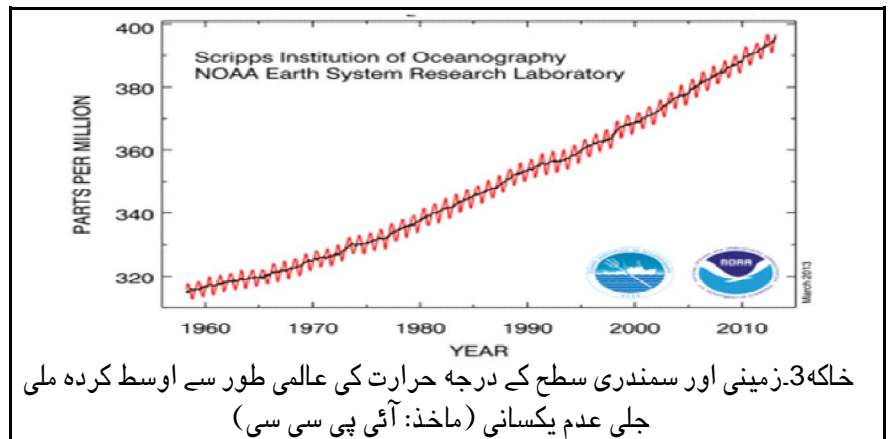 Scripps Institution of Oceanography
NOAA Earth System Research Laboratory
PARTS PER MILLION
400
380
360
340
320
1960 1970 1980 1990 2000 2010
YEAR
NOAA
March 2013
خاکہ3۔زمینی اور سمندری سطح کے درجہ حرارت کی عالمی طور سے اوسط کردہ ملی
جلی عدم یکسانی (ماخذ: آئی پی سی سی)